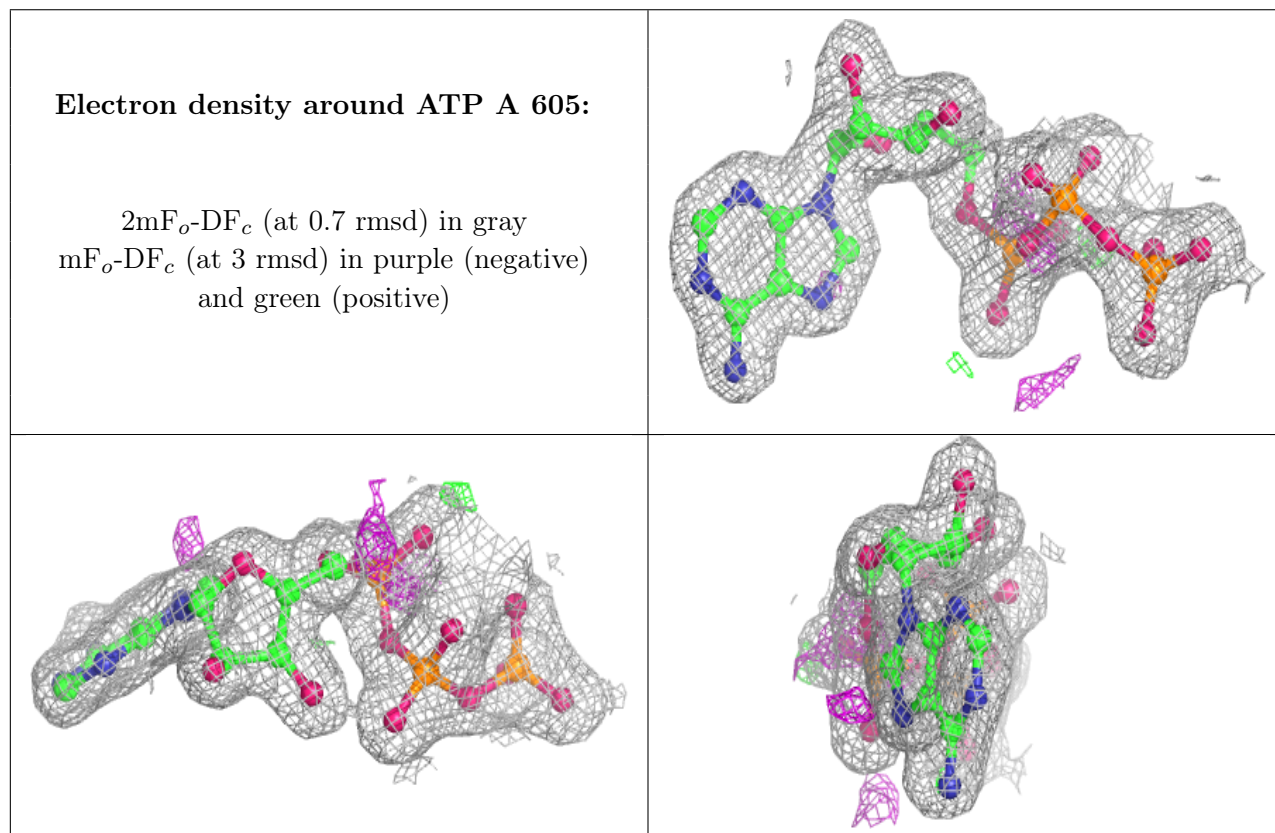 Electron density around ATP A 605:
2mFo-DFc (at 0.7 rmsd) in gray
mFo-DFc (at 3 rmsd) in purple (negative)
and green (positive)